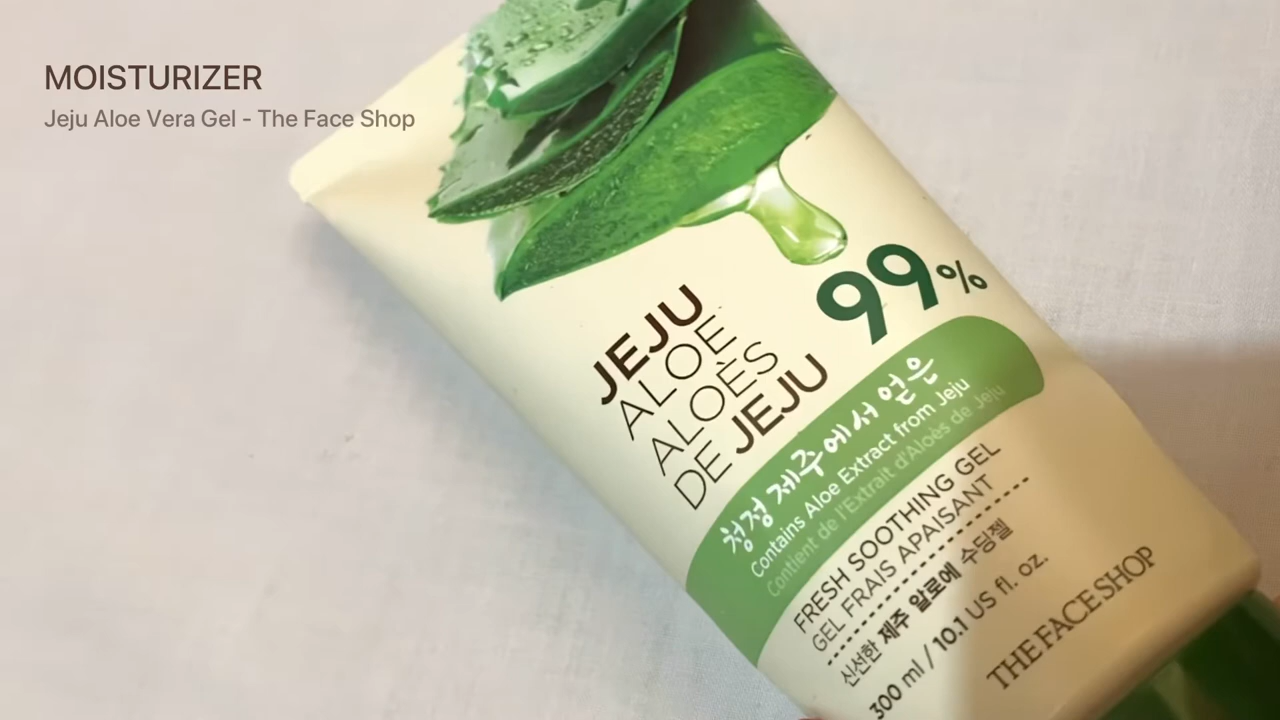 MOISTURIZER
Jeju Aloe Vera Gel - The Face Shop
99%
JEJU
ALOE
ALOÈS
DE JEJU
청정 제주에서 얻은
Contains Aloe Extract from Jeju
Contient de l'Extrait d'Aloès de Jeju
FRESH SOOTHING GEL
GEL FRAIS APAISANT
신선한 제주 알로에 수딩젤
300 ml / 10.1 US fl. oz.
THE FACE SHOP